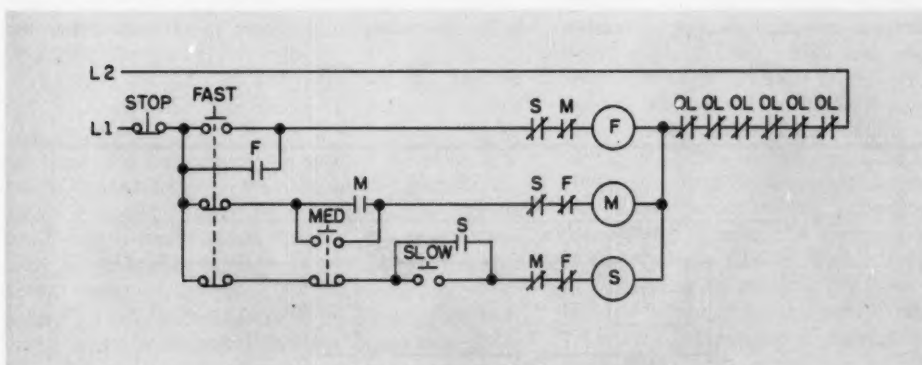 L2
STOP FAST S M OL OL OL OL OL OL
L1 F
F
M S F
MED M
S
SLOW M F
S